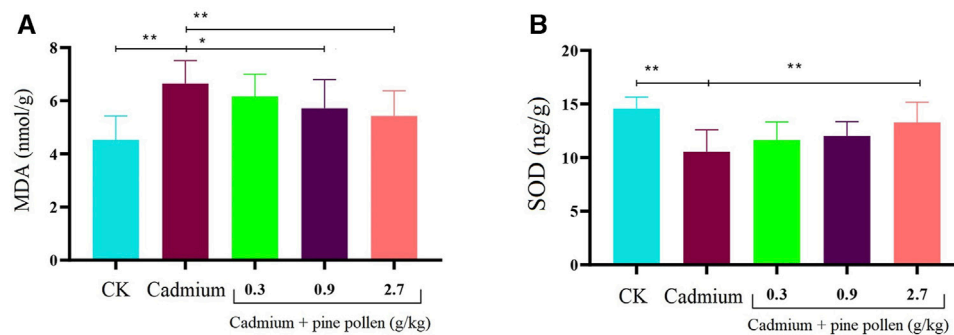 A
**
**
*
MDA (nmol/g)
8
6
4
2
0
CK
Cadmium
0.3
0.9
2.7
Cadmium + pine pollen (g/kg)
B
**
**
SOD (ng/g)
20
15
10
5
0
CK
Cadmium
0.3
0.9
2.7
Cadmium + pine pollen (g/kg)